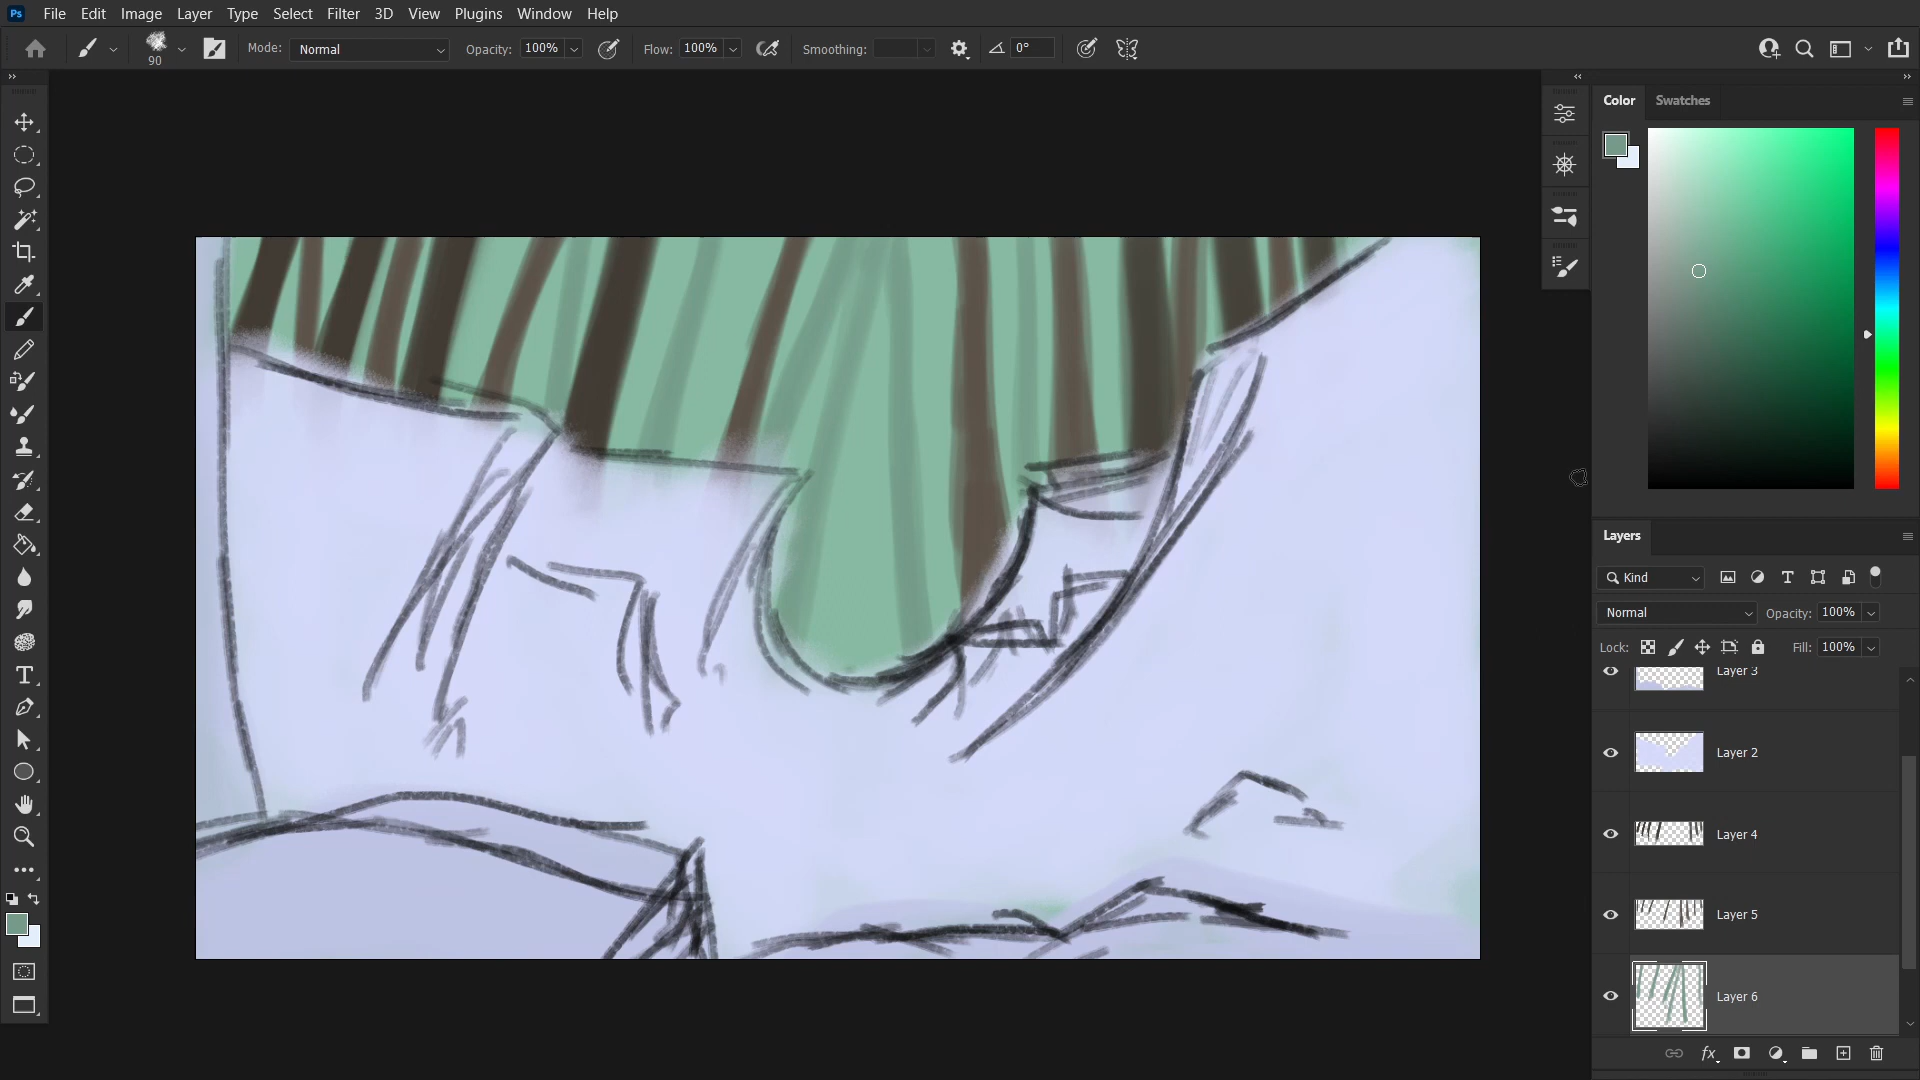 Ps File Edit Image Layer Type Select Filter 3D View Plugins Window Help
90 Mode: Normal Opacity: 100% Flow: 100% Smoothing: 0°
Color Swatches
Layers
Kind
Normal Opacity: 100%
Lock: Fill: 100%
Layer 3
Layer 2
Layer 4
Layer 5
Layer 6
fx